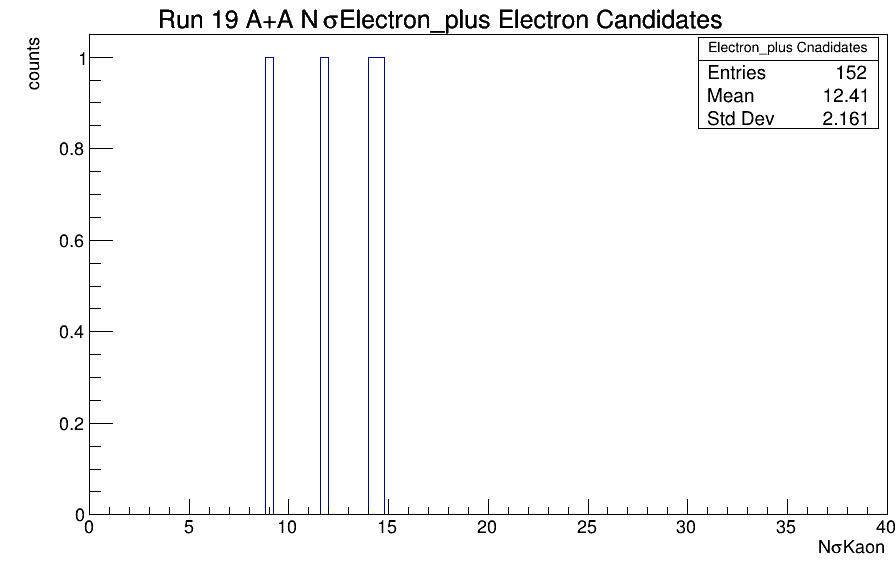 Run 19 A+A NσElectron_plus Electron Candidates
counts
Electron_plus Cnadidates
Entries 152
Mean 12.41
Std Dev 2.161
1
0.8
0.6
0.4
0.2
0
0 5 10 15 20 25 30 35 40
NσKaon